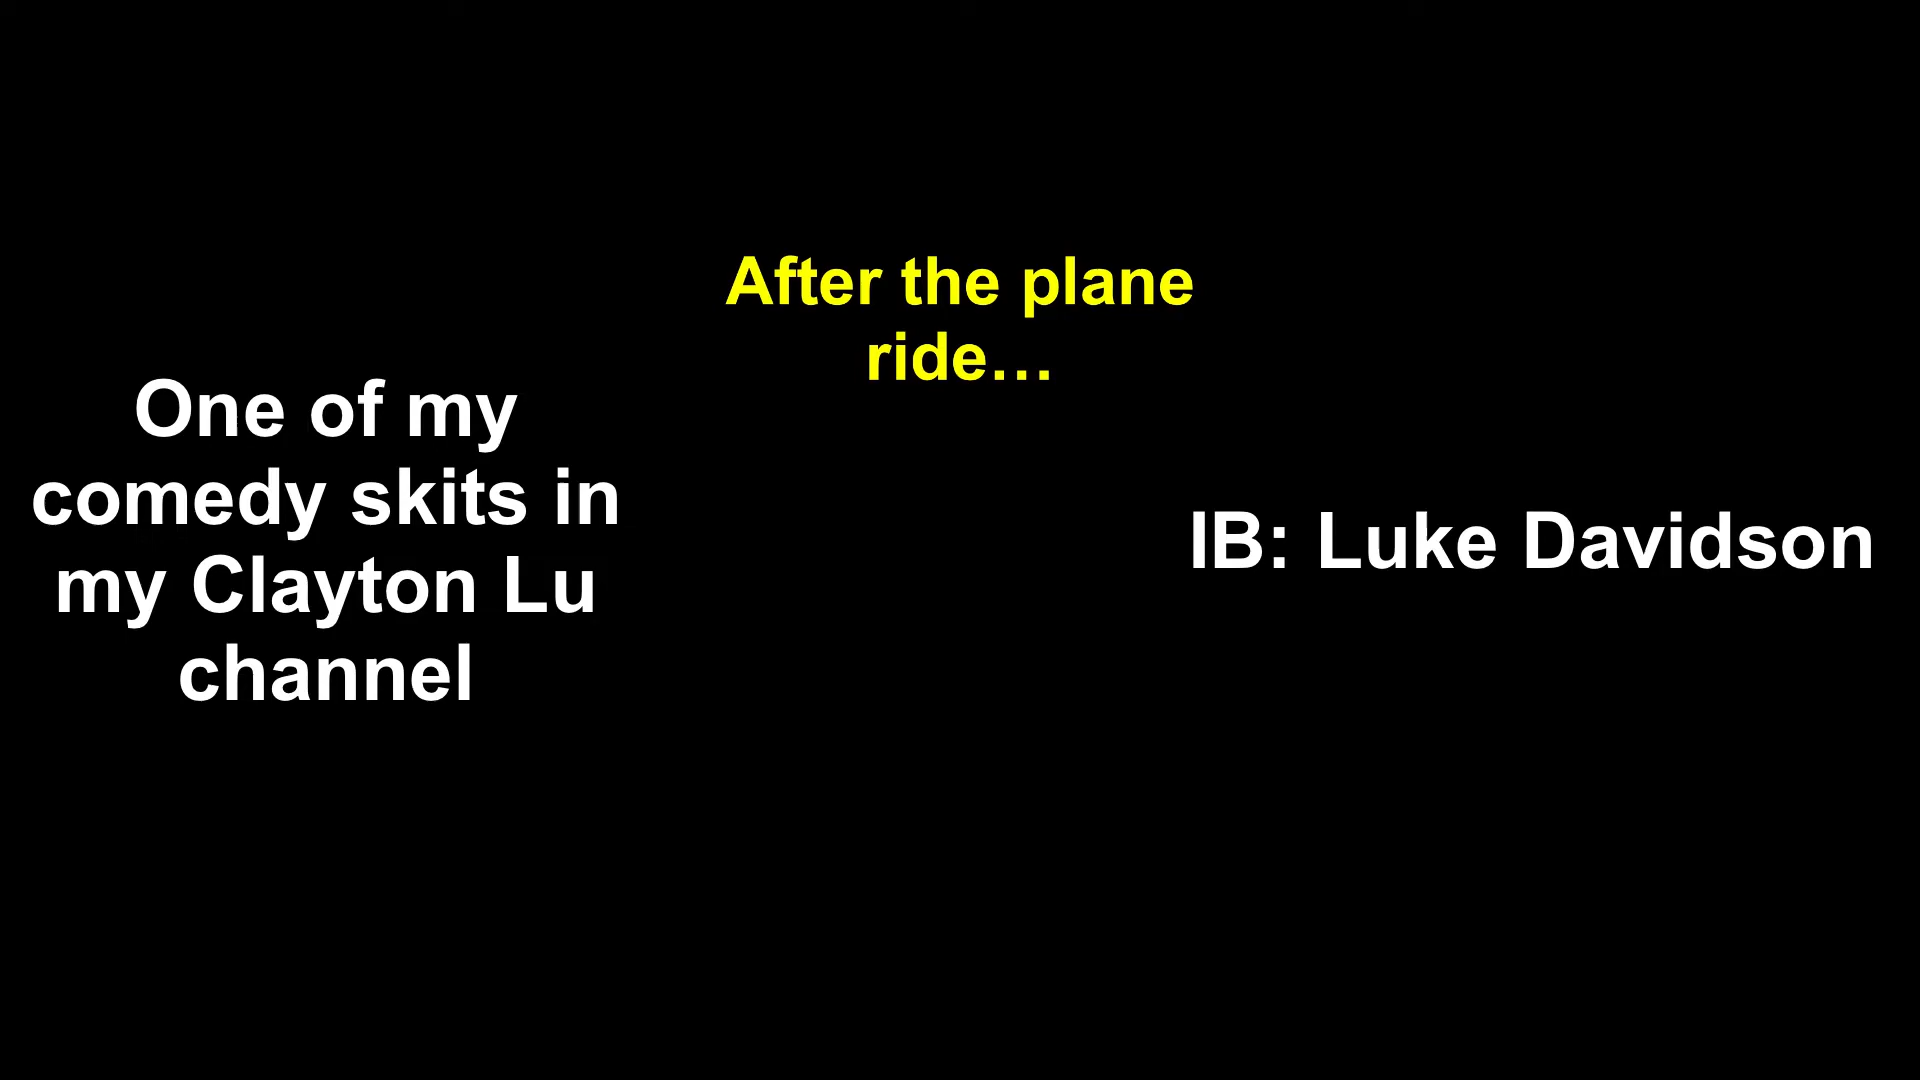 After the plane
ride…
One of my
comedy skits in
my Clayton Lu
channel
IB: Luke Davidson